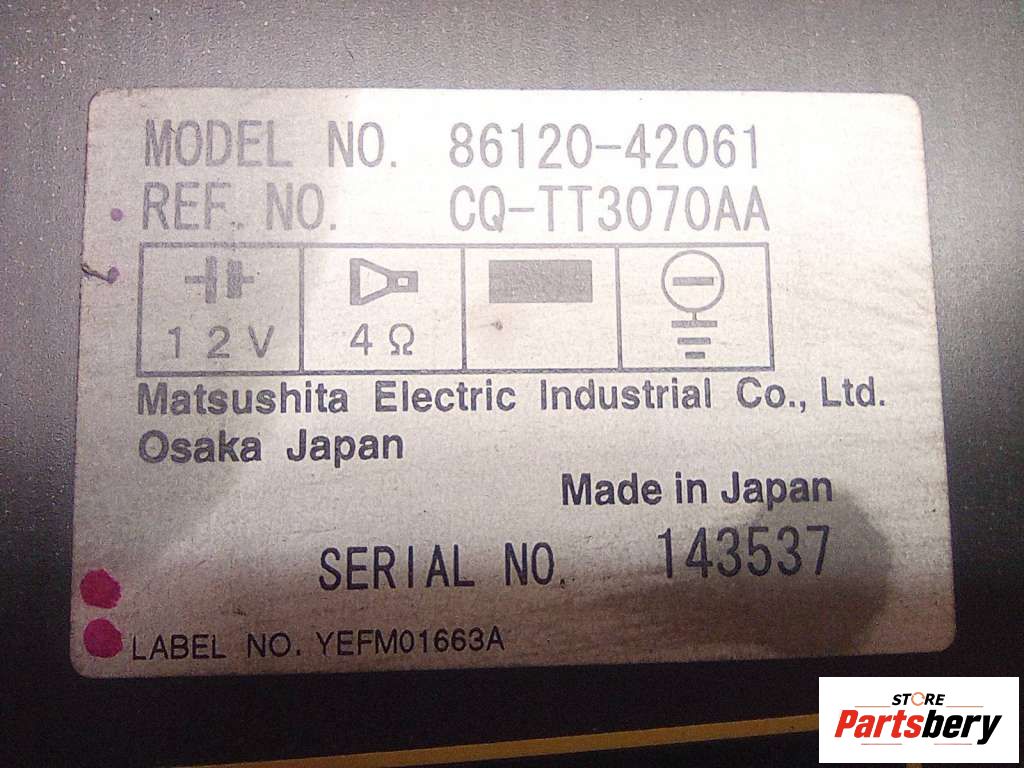 MODEL NO. 86120-42061
REF. NO. CQ-TT3070AA
12V 4Ω
Matsushita Electric Industrial Co., Ltd.
Osaka Japan
Made in Japan
SERIAL NO. 143537
LABEL NO. YEFM01663A
STORE
Partsbery